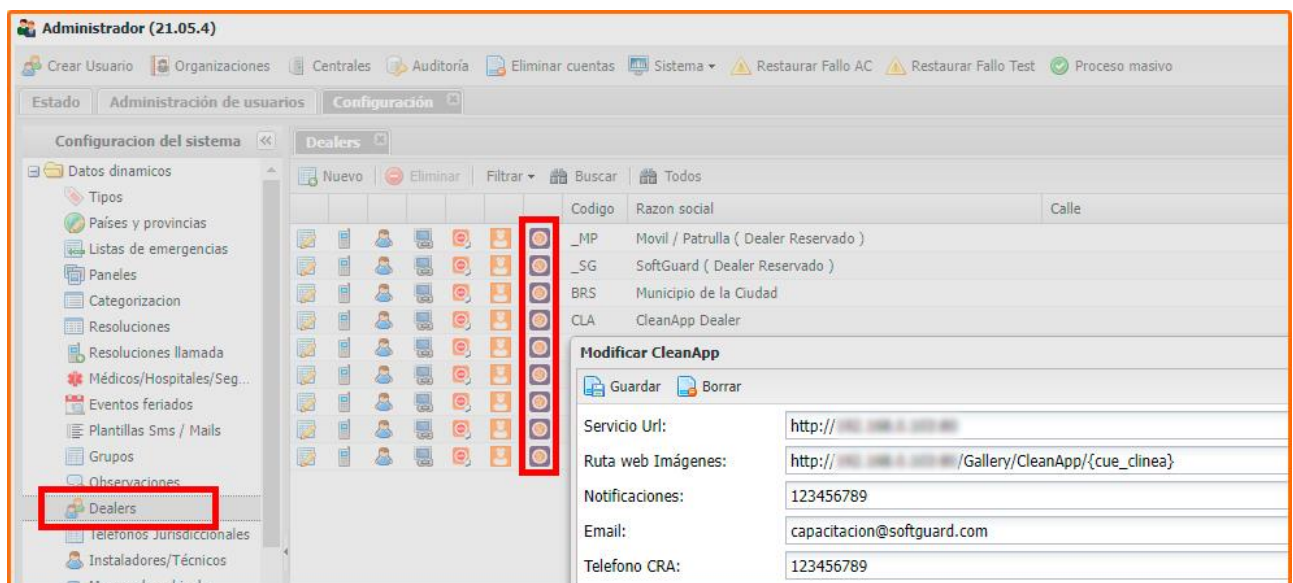 Administrador (21.05.4)
Crear Usuario Organizaciones Centrales Auditoría Eliminar cuentas Sistema Restaurar Fallo AC Restaurar Fallo Test Proceso masivo
Estado Administración de usuarios Configuración
Configuracion del sistema Dealers
Datos dinamicos
Nuevo Eliminar Filtrar Buscar Todos
Tipos
Codigo Razon social Calle
Países y provincias
_MP Movil / Patrulla ( Dealer Reservado )
Listas de emergencias
_SG SoftGuard ( Dealer Reservado )
Paneles
BRS Municipio de la Ciudad
Categorizacion
CLA CleanApp Dealer
Resoluciones
Modificar CleanApp
Resoluciones llamada
Guardar Borrar
Médicos/Hospitales/Seg...
Eventos feriados
Servicio Url: http://
Plantillas Sms / Mails
Grupos
Ruta web Imágenes: http:// /Gallery/CleanApp/{cue_clinea}
Observaciones
Notificaciones: 123456789
Dealers
Email: capacitacion@softguard.com
Telefonos Jurisdiccionales
Instaladores/Técnicos
Telefono CRA: 123456789